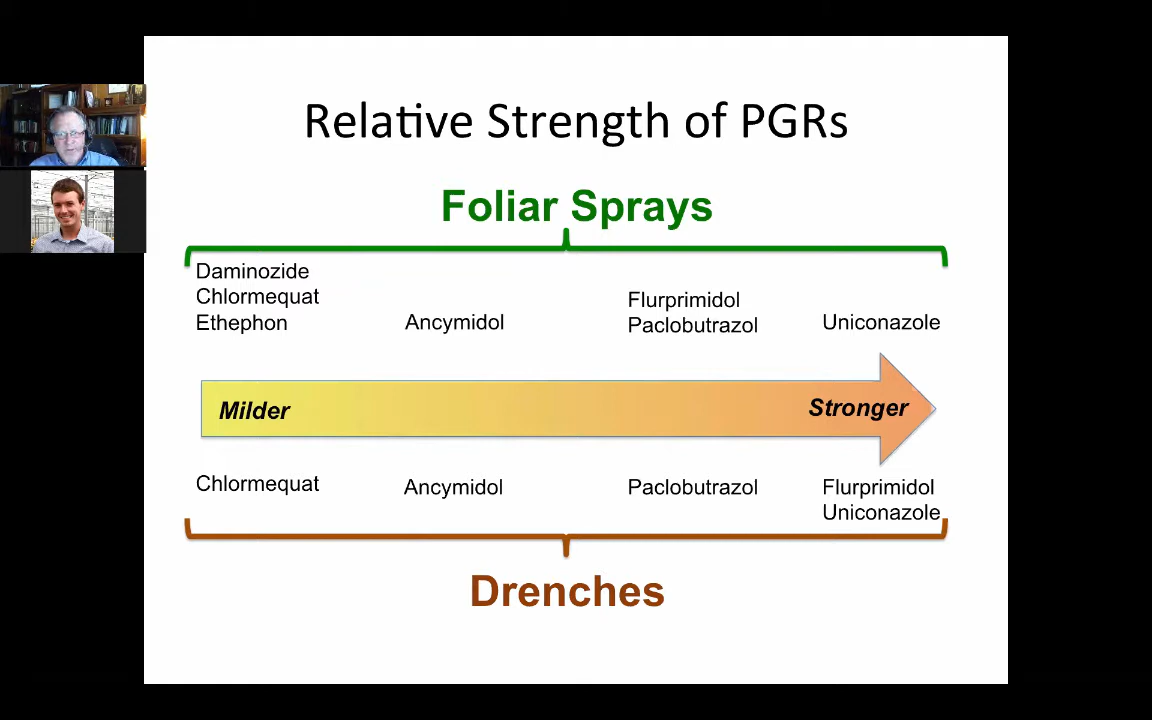 Relative Strength of PGRs
Foliar Sprays
Daminozide
Chlormequat
Ethephon
Ancymidol
Flurprimidol
Paclobutrazol
Uniconazole
Milder
Stronger
Chlormequat
Ancymidol
Paclobutrazol
Flurprimidol
Uniconazole
Drenches